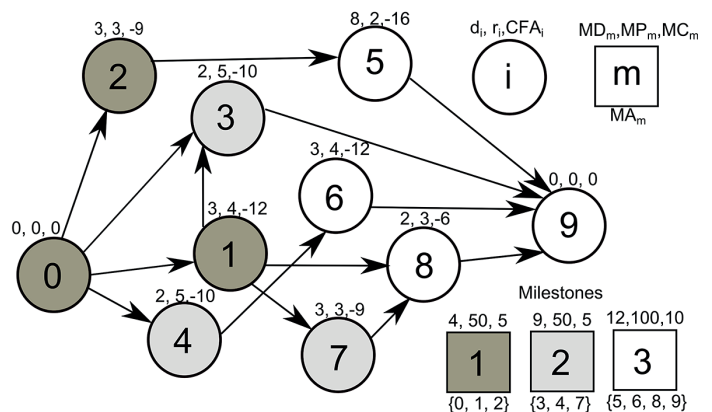 8, 2,-16
d_i, r_i,CFA_i
MD_m,MP_m,MC_m
3, 3, -9
5
i
m
2
2, 5,-10
MA_m
3
3, 4,-12
6
0, 0, 0
3, 4,-12
2, 3,-6
9
0, 0, 0
1
8
0
2, 5,-10
3, 3,-9
Milestones
4
7
4, 50, 5
9, 50, 5
12,100,10
1
2
3
{0, 1, 2}
{3, 4, 7}
{5, 6, 8, 9}